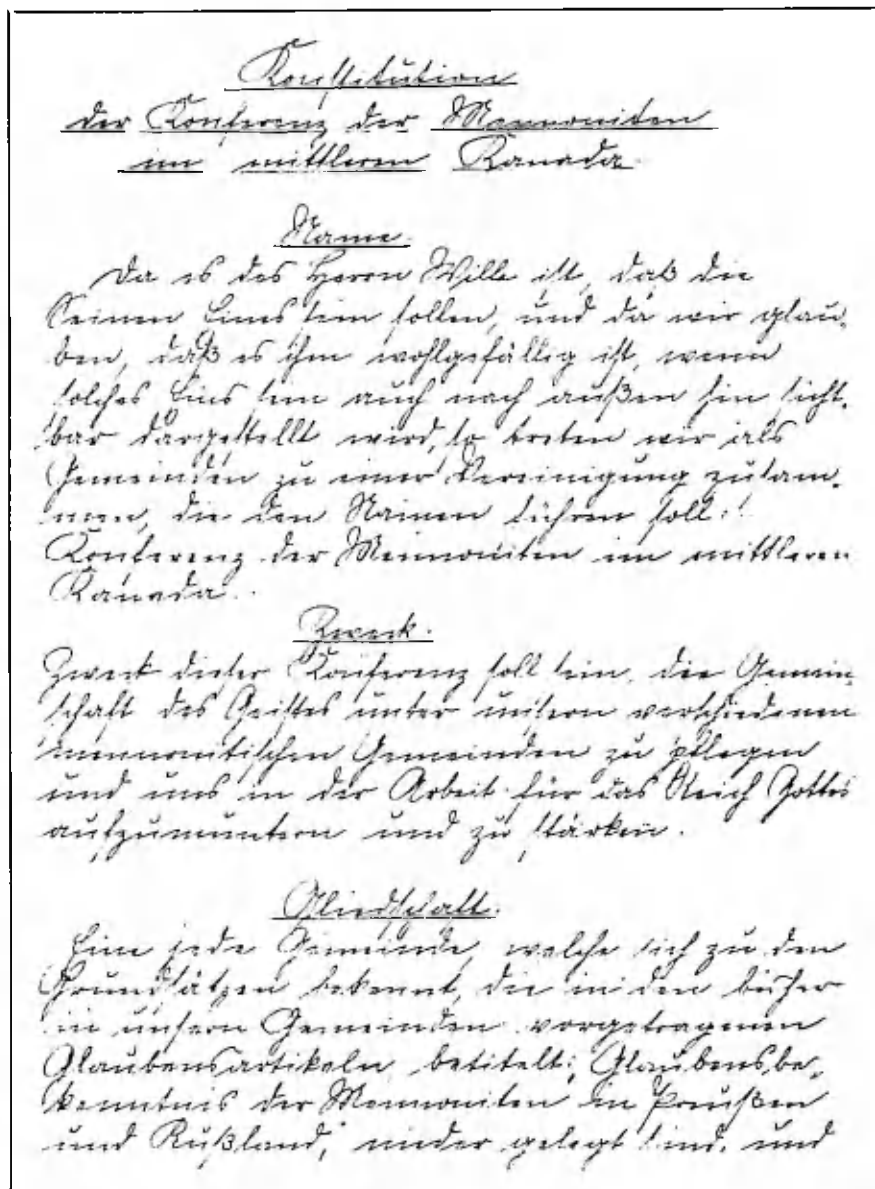 Konstitution
der Konferenz der Mennoniten
im mittleren Kanada.
Name.
Da es des Herrn Wille ist, daß die
Seinen Eines sein sollen, und da wir glau-
ben, daß es ihm wohlgefällig ist, wenn
solches Eins sein auch nach außen hin sicht-
bar dargestellt wird, so treten wir als
Gemeinden zu einer Vereinigung zusam-
men, die den Namen führen soll:
Konferenz der Mennoniten im mittleren
Kanada.
Zweck.
Zweck dieser Konferenz soll sein, die Gemein-
schaft des Geistes unter unsern verschiedenen
mennonitischen Gemeinden zu pflegen
und uns in der Arbeit für das Reich Gottes
aufzumuntern und zu stärken.
Gliedschaft.
Eine jede Gemeinde, welche sich zu den
Grundsätzen bekennt, die in den bisher
in unsern Gemeinden vorgetragenen
Glaubensartikeln, betitelt: „Glaubensbe-
kenntnis der Mennoniten in Preußen
und Rußland," nieder gelegt sind, und